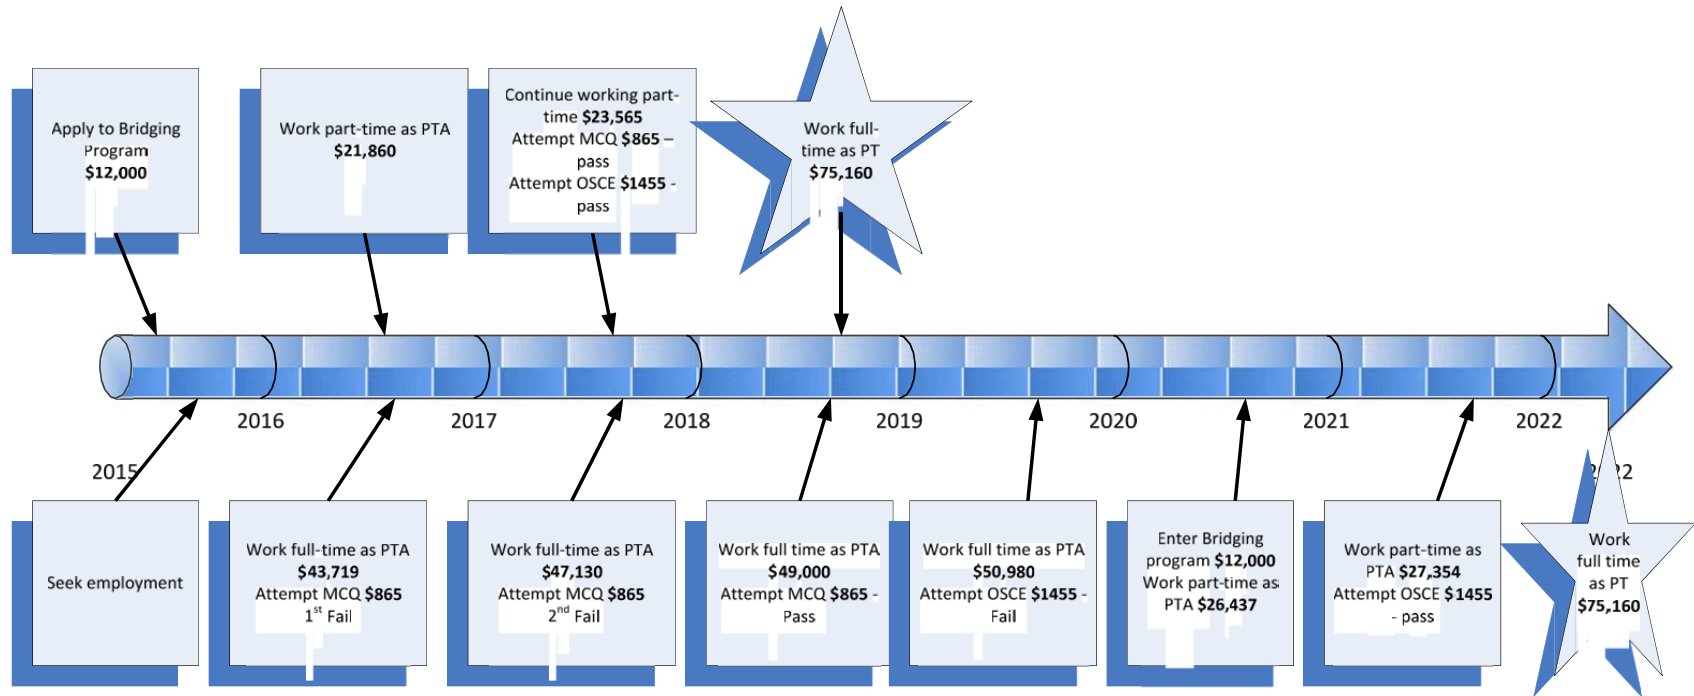 Apply to Bridging
Program
$12,000
Work part-time as PTA
$21,860
Continue working part-
time $23,565
Attempt MCQ $865 –
pass
Attempt OSCE $1455 -
pass
Work full-
time as PT
$75,160
2016
2017
2018
2019
2020
2021
2022
2015
Seek employment
Work full-time as PTA
$43,719
Attempt MCQ $865
1st Fail
Work full-time as PTA
$47,130
Attempt MCQ $865
2nd Fail
Work full time as PTA
$49,000
Attempt MCQ $865 -
Pass
Work full time as PTA
$50,980
Attempt OSCE $1455 -
Fail
Enter Bridging
program $12,000
Work part-time as
PTA $26,437
Work part-time as
PTA $27,354
Attempt OSCE $1455
- pass
Work
full time
as PT
$75,160